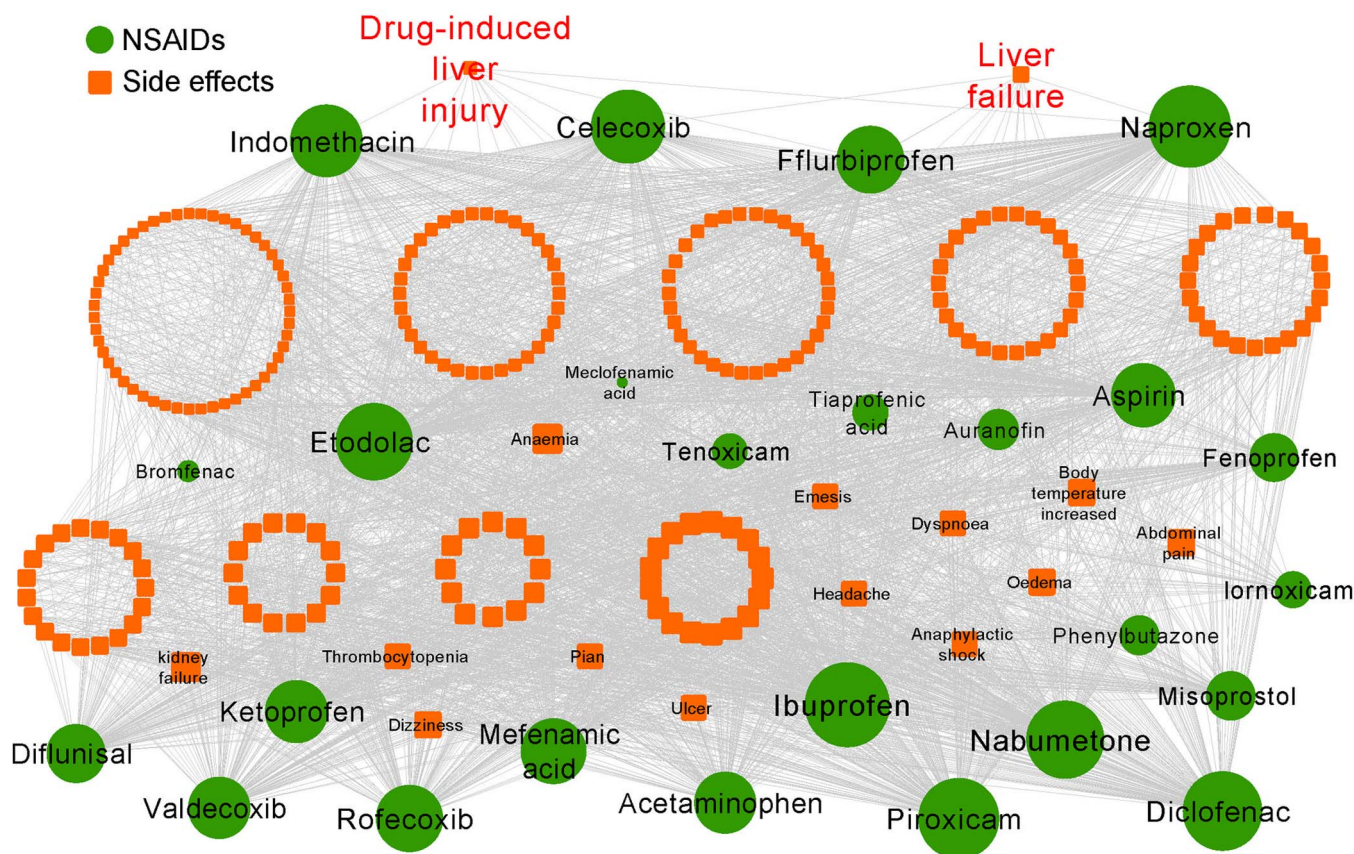 NSAIDs
Side effects
Drug-induced
liver
injury
Liver
failure
Indomethacin
Celecoxib
Fflurbiprofen
Naproxen
Meclofenamic
acid
Tiaprofenic
acid
Aspirin
Auranofin
Etodolac
Anaemia
Tenoxicam
Fenoprofen
Bromfenac
Emesis
Body
temperature
increased
Dyspnoea
Abdominal
pain
Headache
Oedema
lornoxicam
Anaphylactic
shock
Phenylbutazone
kidney
failure
Thrombocytopenia
Pian
Misoprostol
Ketoprofen
Dizziness
Ulcer
Ibuprofen
Mefenamic
acid
Nabumetone
Diflunisal
Valdecoxib
Rofecoxib
Acetaminophen
Piroxicam
Diclofenac